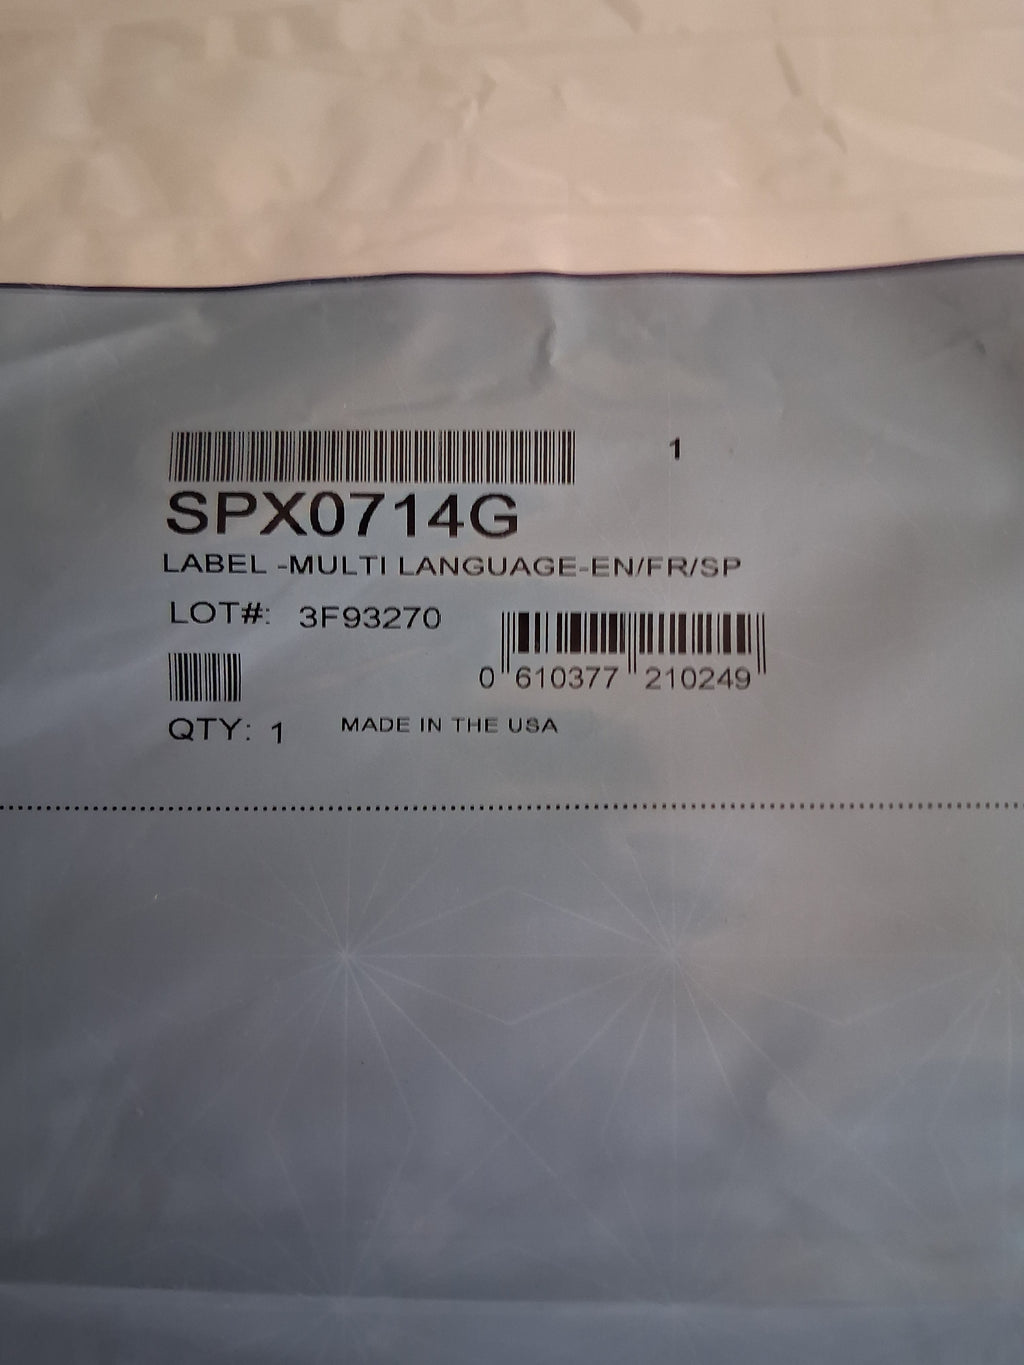 1
SPX0714G
LABEL -MULTI LANGUAGE-EN/FR/SP
LOT#: 3F93270
0 610377 210249
QTY: 1 MADE IN THE USA